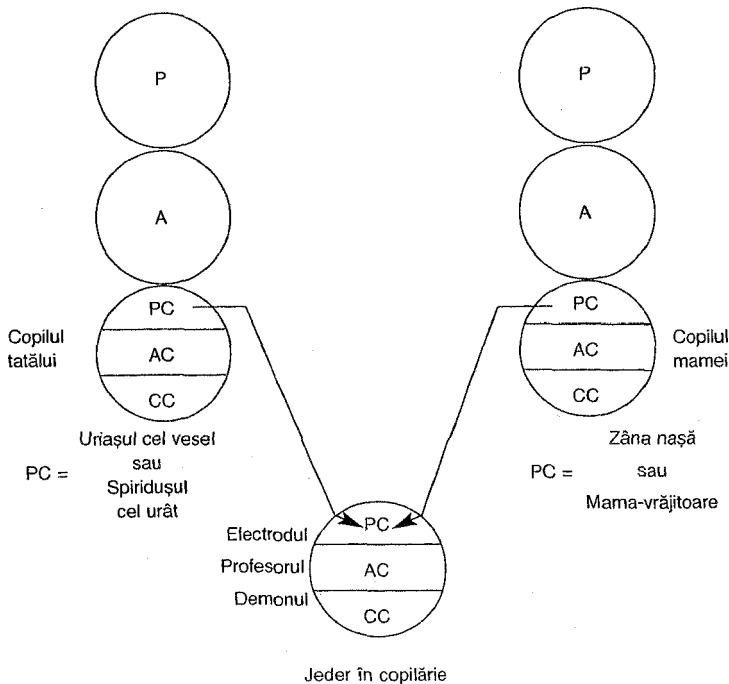 P
P
A
A
PC
AC
CC
PC
AC
CC
Copilul
tatălui
Copilul
mamei
PC =
Uriașul cel vesel
sau
Spiridușul
cel urât
PC =
Zâna nașă
sau
Mama-vrăjitoare
Electrodul
Profesorul
Demonul
PC
AC
CC
Jeder în copilărie